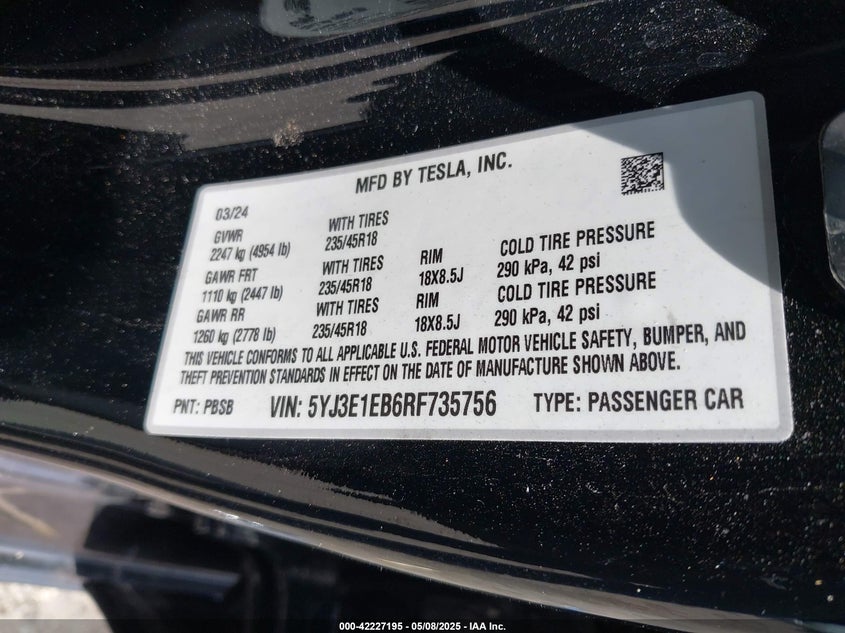 MFD BY TESLA, INC.
03/24
GVWR WITH TIRES
2247 kg (4954 lb) 235/45R18
GAWR FRT WITH TIRES RIM COLD TIRE PRESSURE
1110 kg (2447 lb) 235/45R18 18X8.5J 290 kPa, 42 psi
GAWR RR WITH TIRES RIM COLD TIRE PRESSURE
1260 kg (2778 lb) 235/45R18 18X8.5J 290 kPa, 42 psi
THIS VEHICLE CONFORMS TO ALL APPLICABLE U.S. FEDERAL MOTOR VEHICLE SAFETY, BUMPER, AND
THEFT PREVENTION STANDARDS IN EFFECT ON THE DATE OF MANUFACTURE SHOWN ABOVE.
PNT: PBSB VIN: 5YJ3E1EB6RF735756 TYPE: PASSENGER CAR
000-42227195 - 05/08/2025 - IAA Inc.